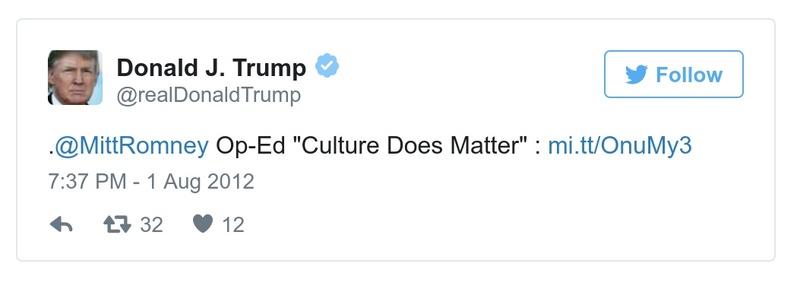 Donald J. Trump
@realDonaldTrump
Follow
.@MittRomney Op-Ed "Culture Does Matter" : mi.tt/OnuMy3
7:37 PM - 1 Aug 2012
32 12